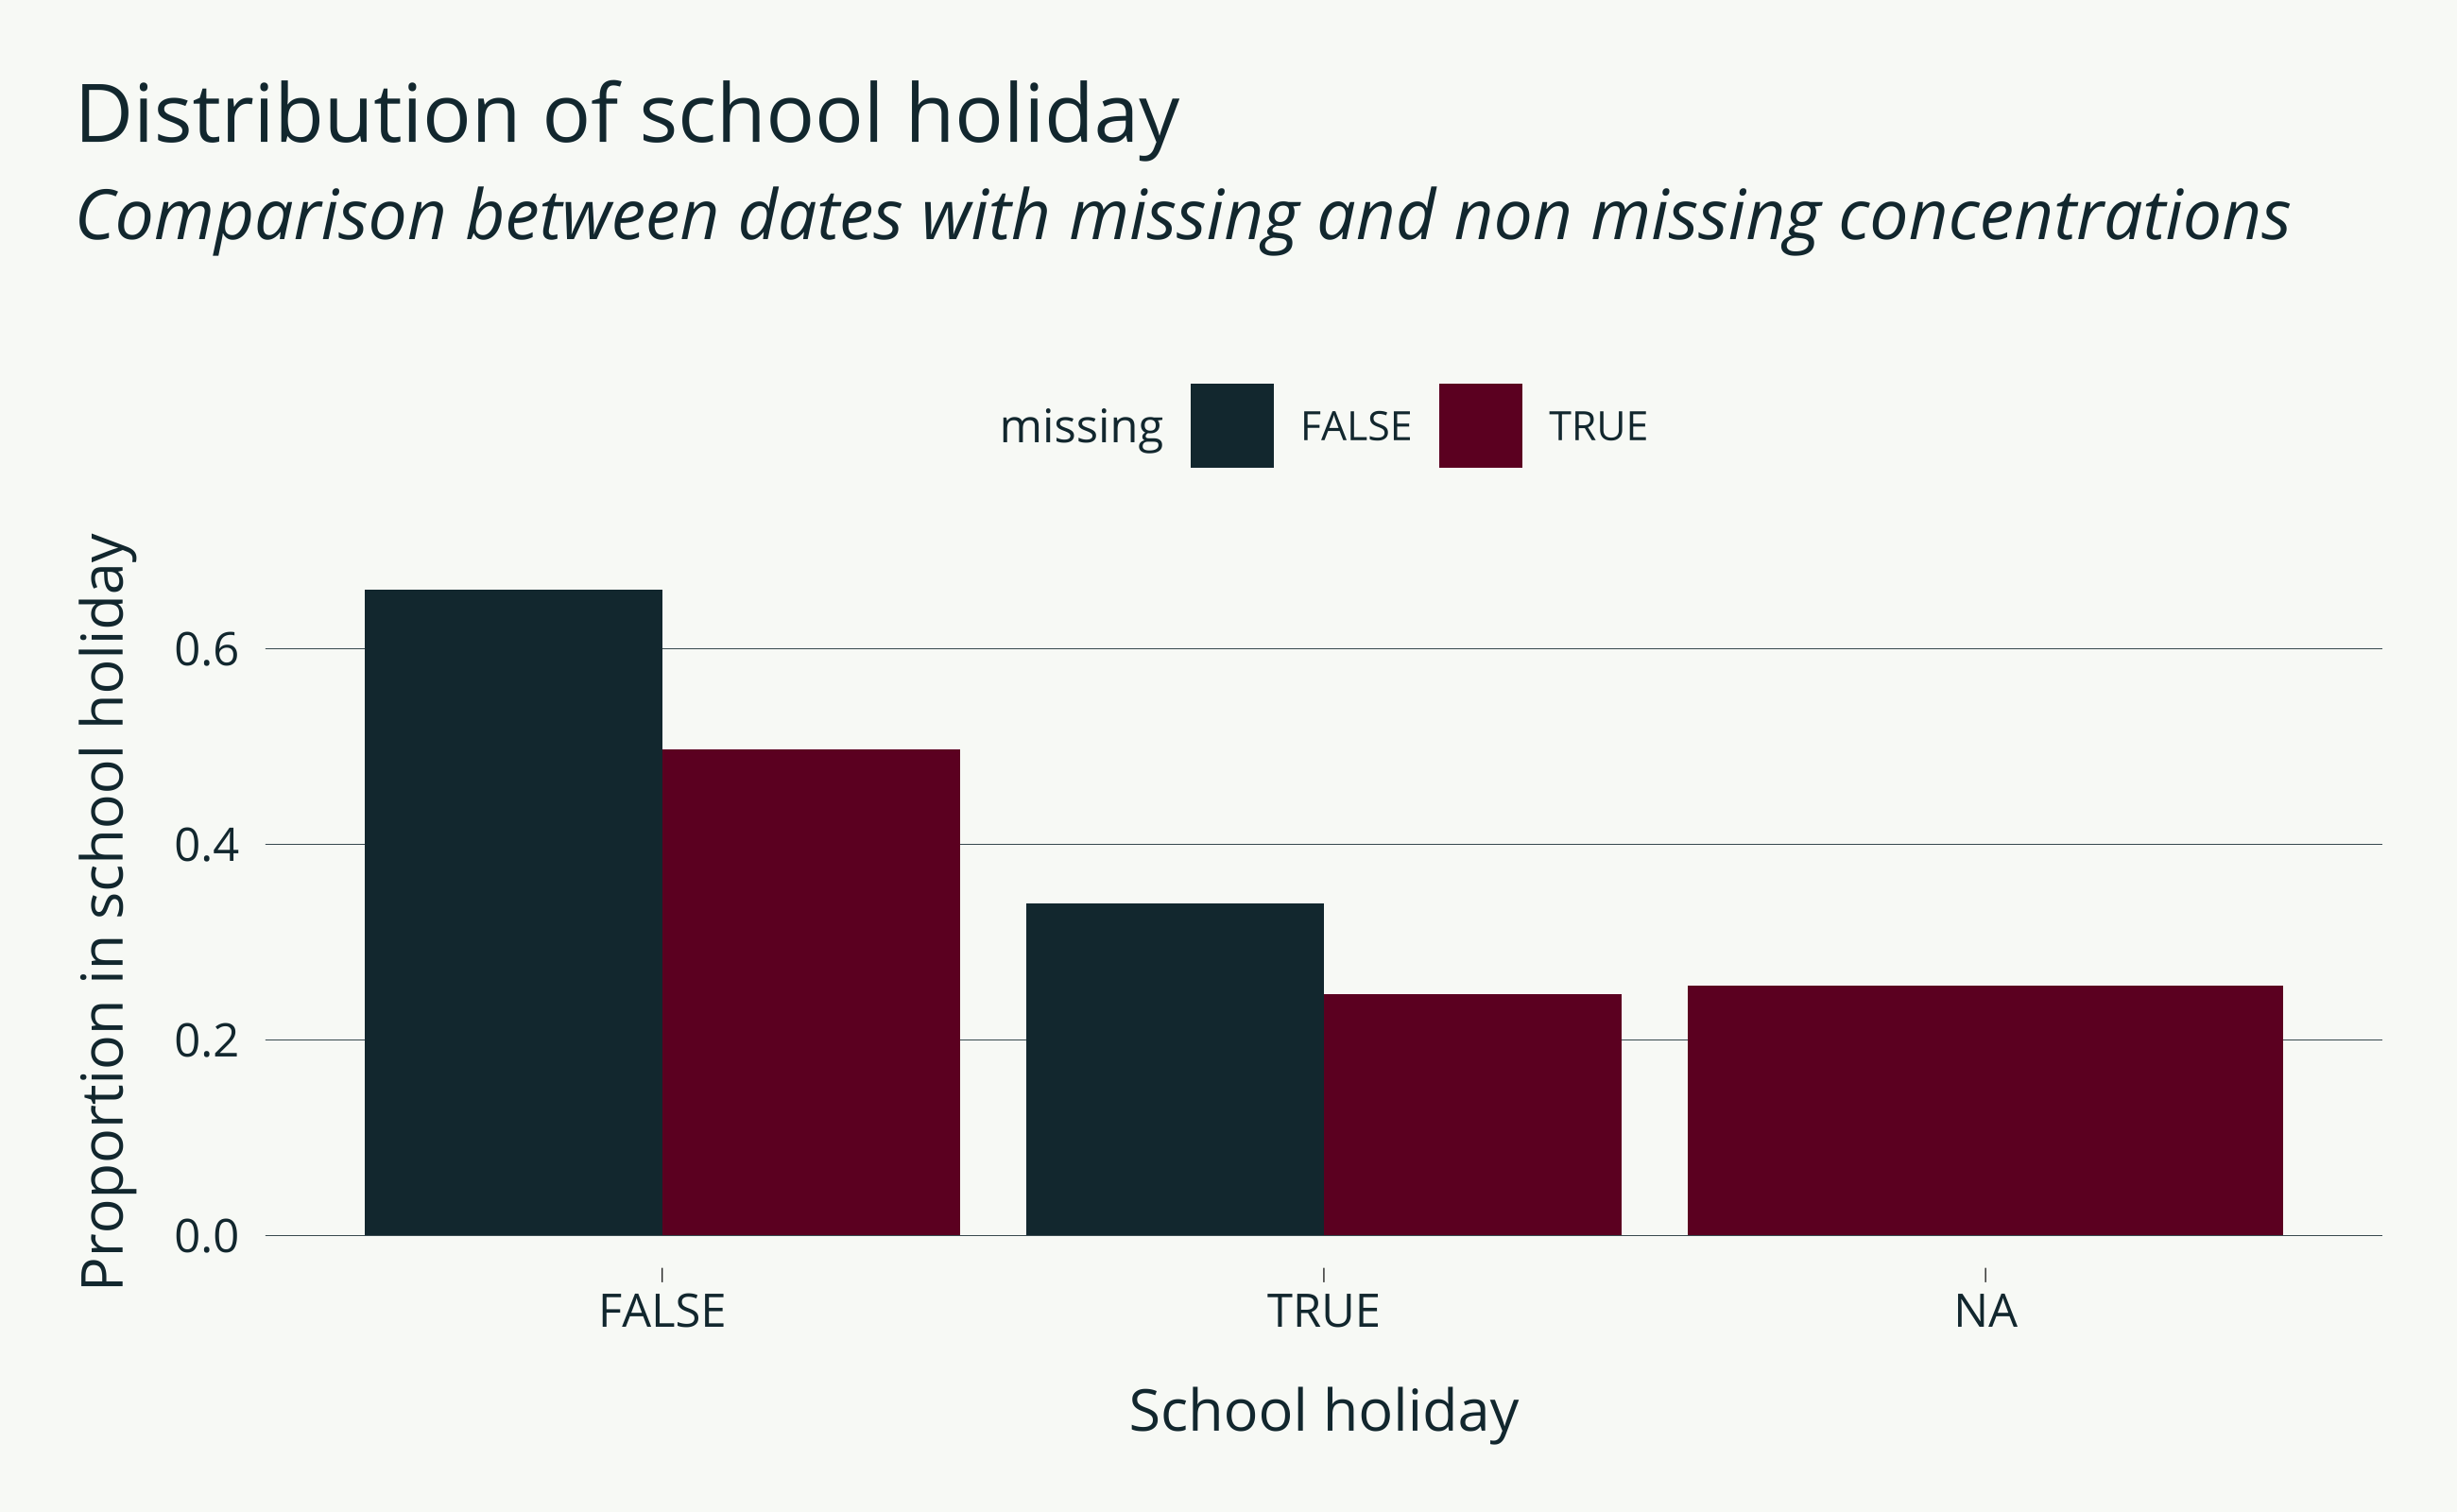 Distribution of school holiday
Comparison between dates with missing and non missing concentrations
missing FALSE TRUE
Proportion in school holiday
0.6
0.4
0.2
0.0
FALSE TRUE NA
School holiday